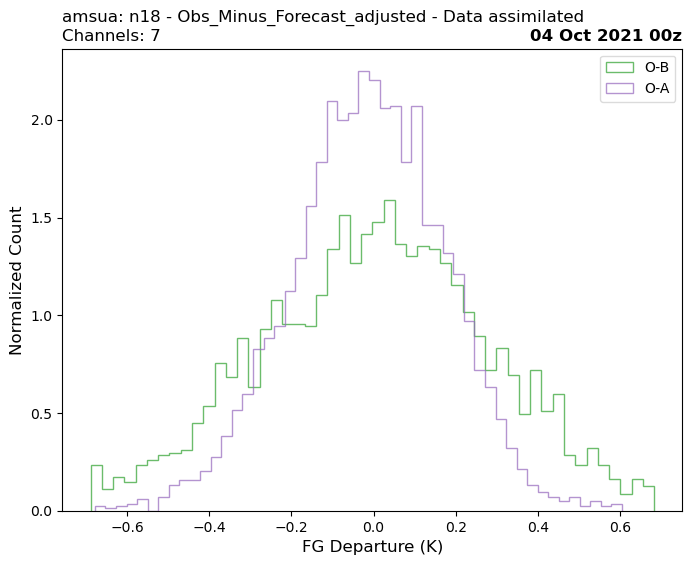 amsua: n18 - Obs_Minus_Forecast_adjusted - Data assimilated
Channels: 7
04 Oct 2021 00z
O-B
O-A
2.0
1.5
1.0
0.5
0.0
Normalized Count
−0.6
−0.4
−0.2
0.0
0.2
0.4
0.6
FG Departure (K)